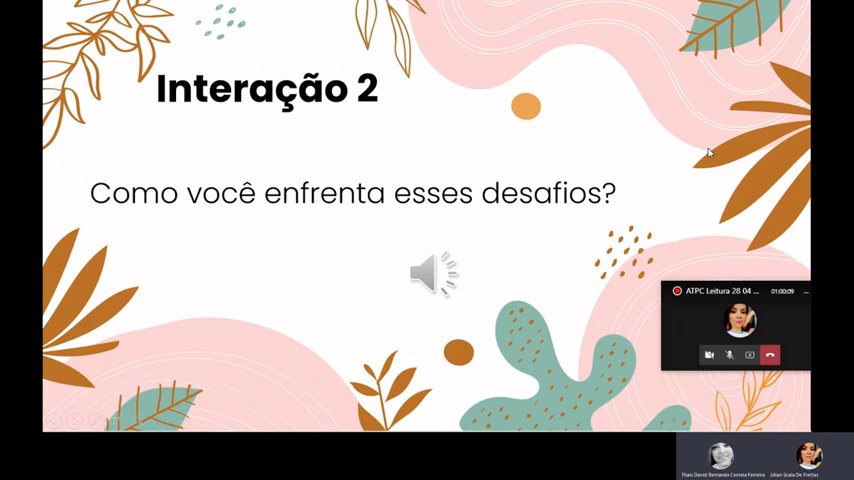 Interação 2
Como você enfrenta esses desafios?
ATPC Leitura 28 04 ...
01:00:09
Thais David Bernardo Correia Ferreira
Lilian Scala De Freitas